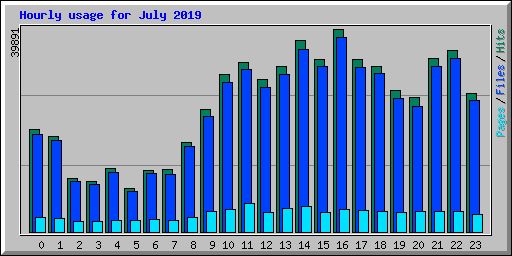 Hourly usage for July 2019
39891
Pages/Files/Hits
0 1 2 3 4 5 6 7 8 9 10 11 12 13 14 15 16 17 18 19 20 21 22 23